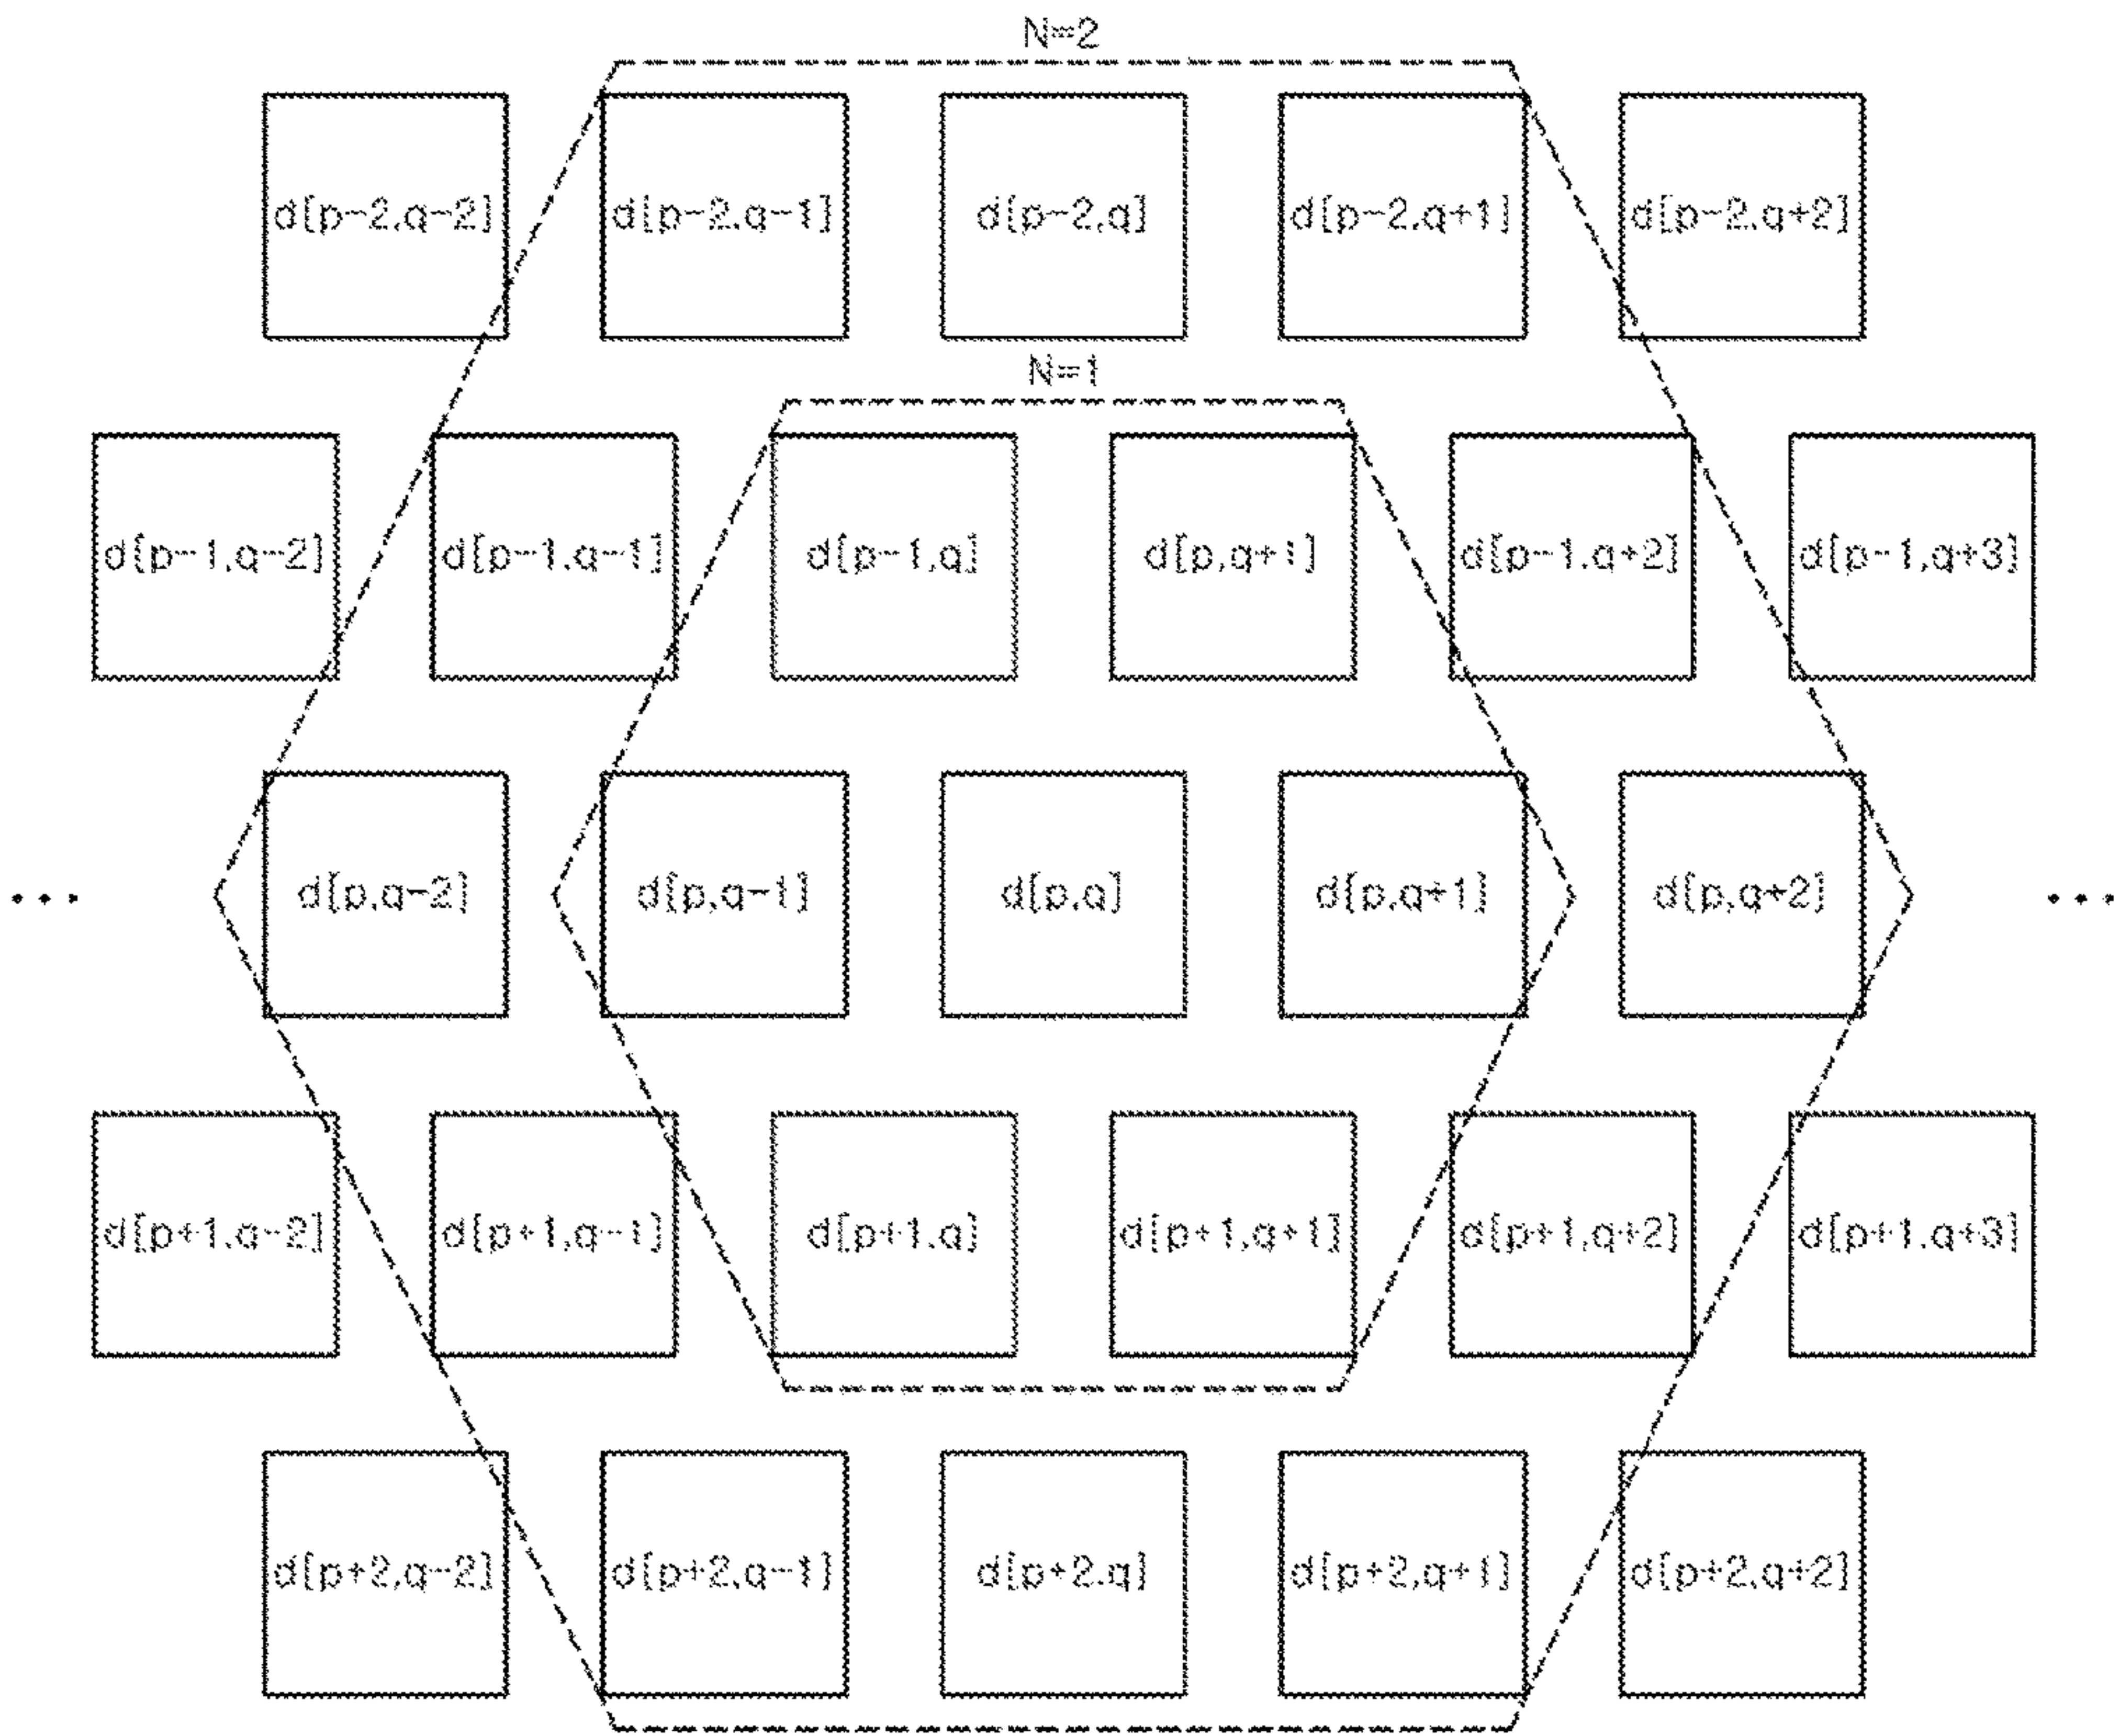 N=2
d[p-2,q-2] d[p-2,q-1] d[p-2,q] d[p-2,q+1] d[p-2,q+2]
N=1
d[p-1,q-2] d[p-1,q-1] d[p-1,q] d[p,q+1] d[p-1,q+2] d[p-1,q+3]
... d[p,q-2] d[p,q-1] d[p,q] d[p,q+1] d[p,q+2] ...
d[p+1,q-2] d[p+1,q-1] d[p+1,q] d[p+1,q+1] d[p+1,q+2] d[p+1,q+3]
d[p+2,q-2] d[p+2,q-1] d[p+2,q] d[p+2,q+1] d[p+2,q+2]